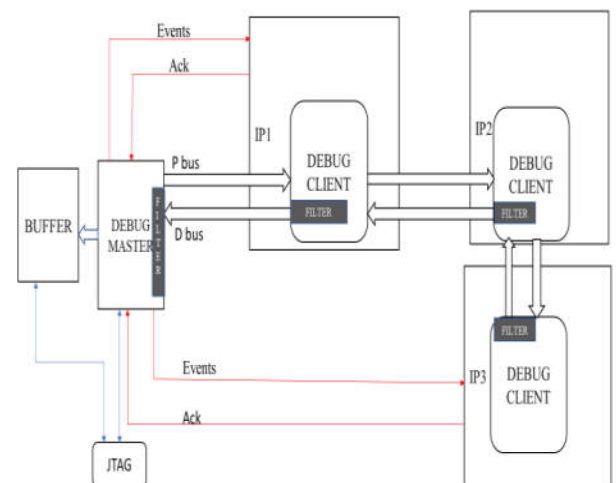 Events
Ack
IP1
IP2
P bus
DEBUG
CLIENT
DEBUG
CLIENT
BUFFER
DEBUG
MASTER
FILTER
D bus
FILTER
FILTER
FILTER
Events
IP3
DEBUG
CLIENT
Ack
JTAG